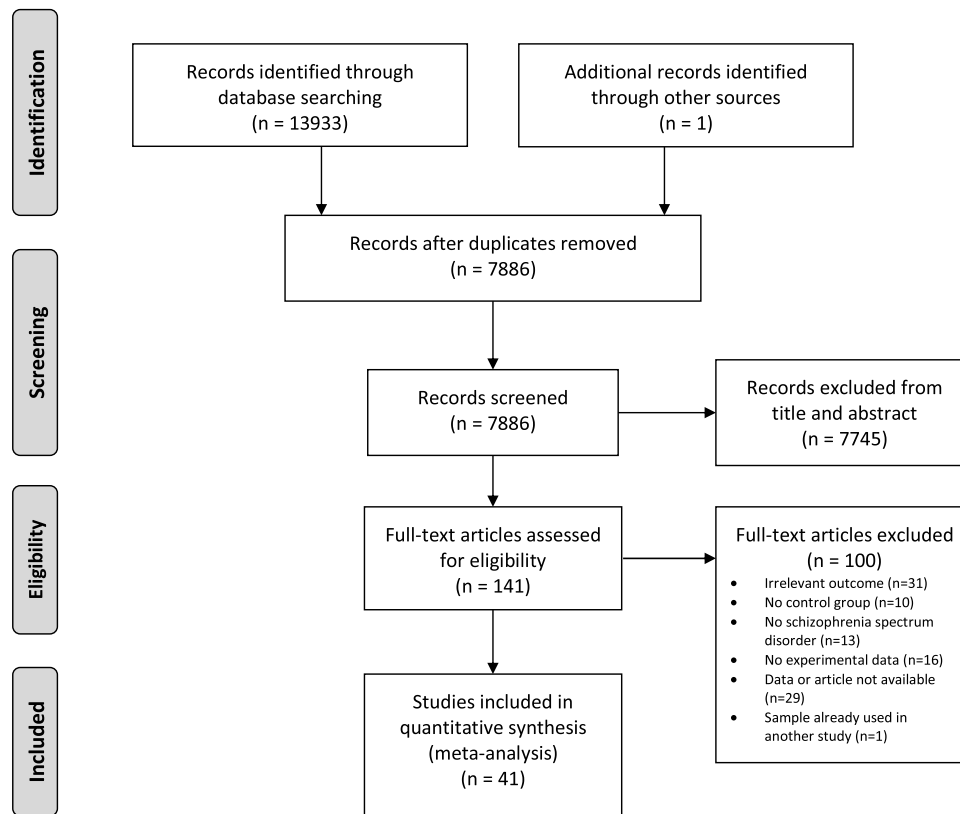 Identification
Records identified through
database searching
(n = 13933)
Additional records identified
through other sources
(n = 1)
Records after duplicates removed
(n = 7886)
Screening
Records screened
(n = 7886)
Records excluded from
title and abstract
(n = 7745)
Eligibility
Full-text articles assessed
for eligibility
(n = 141)
Full-text articles excluded
(n = 100)
• Irrelevant outcome (n=31)
• No control group (n=10)
• No schizophrenia spectrum
disorder (n=13)
• No experimental data (n=16)
• Data or article not available
(n=29)
• Sample already used in
another study (n=1)
Included
Studies included in
quantitative synthesis
(meta-analysis)
(n = 41)